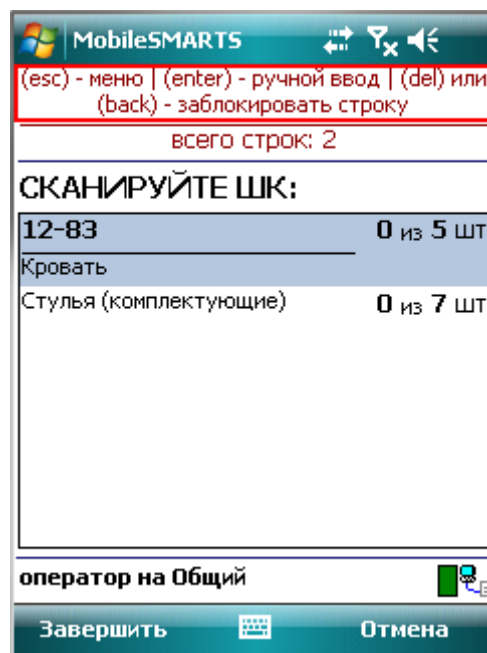 MobileSMARTS
(esc) - меню | (enter) - ручной ввод | (del) или
(back) - заблокировать строку
всего строк: 2
СКАНИРУЙТЕ ШК:
12-83 0 из 5 шт
Кровать
Стулья (комплектующие) 0 из 7 шт
оператор на Общий
Завершить Отмена